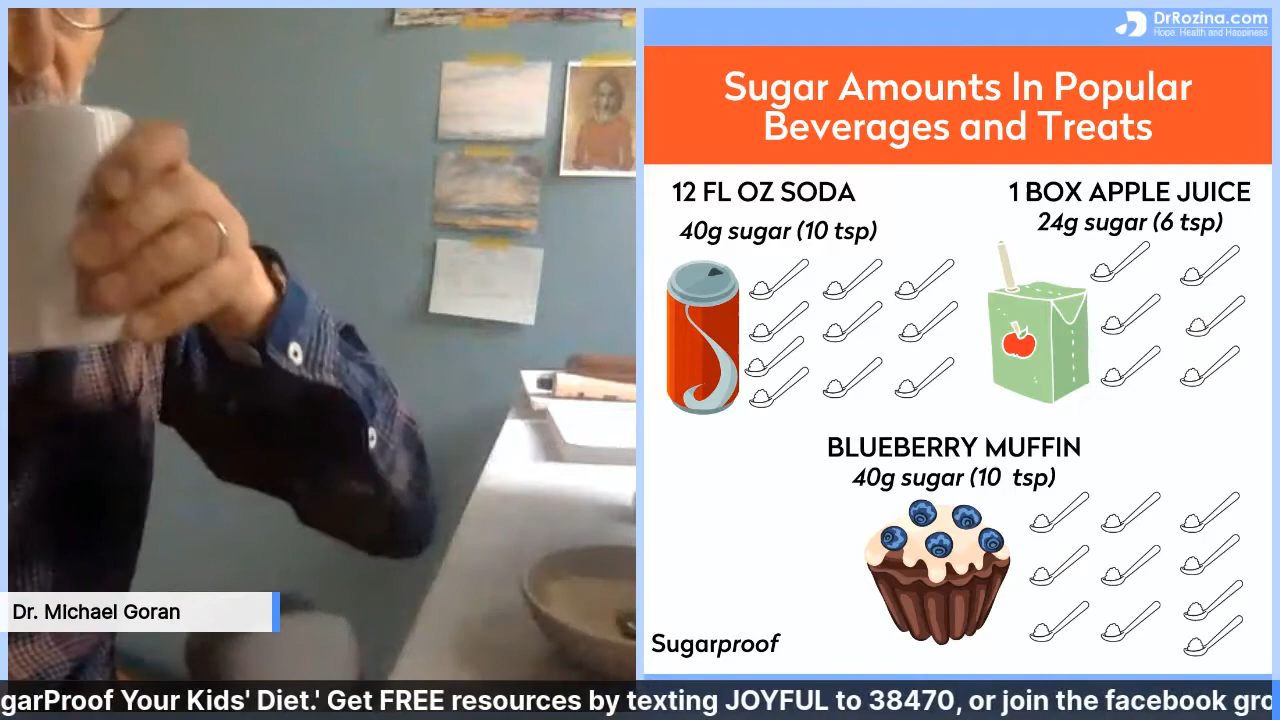 DrRozina.com
Hope, Health and Happiness
Sugar Amounts In Popular
Beverages and Treats
12 FL OZ SODA
40g sugar (10 tsp)
1 BOX APPLE JUICE
24g sugar (6 tsp)
BLUEBERRY MUFFIN
40g sugar (10 tsp)
Sugarproof
Dr. Michael Goran
garProof Your Kids' Diet.' Get FREE resources by texting JOYFUL to 38470, or join the facebook gro